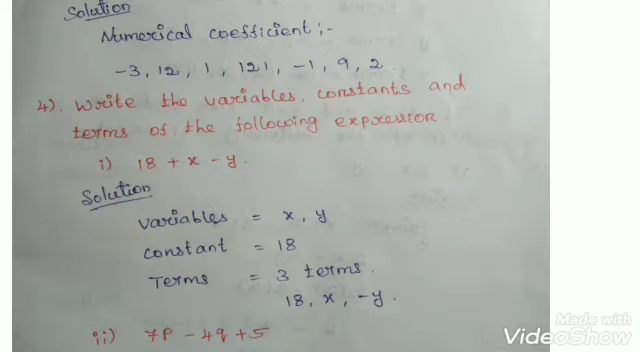 Solution
Numerical coefficient :-
-3, 12, 1, 121, -1, 9, 2.
4). Write the variables, constants and
terms of the following expression.
i) 18 + x - y.
Solution
variables = x, y
constant = 18
Terms = 3 terms.
18, x, -y.
ii) 7P - 4q + 5
Made with
VideoShow